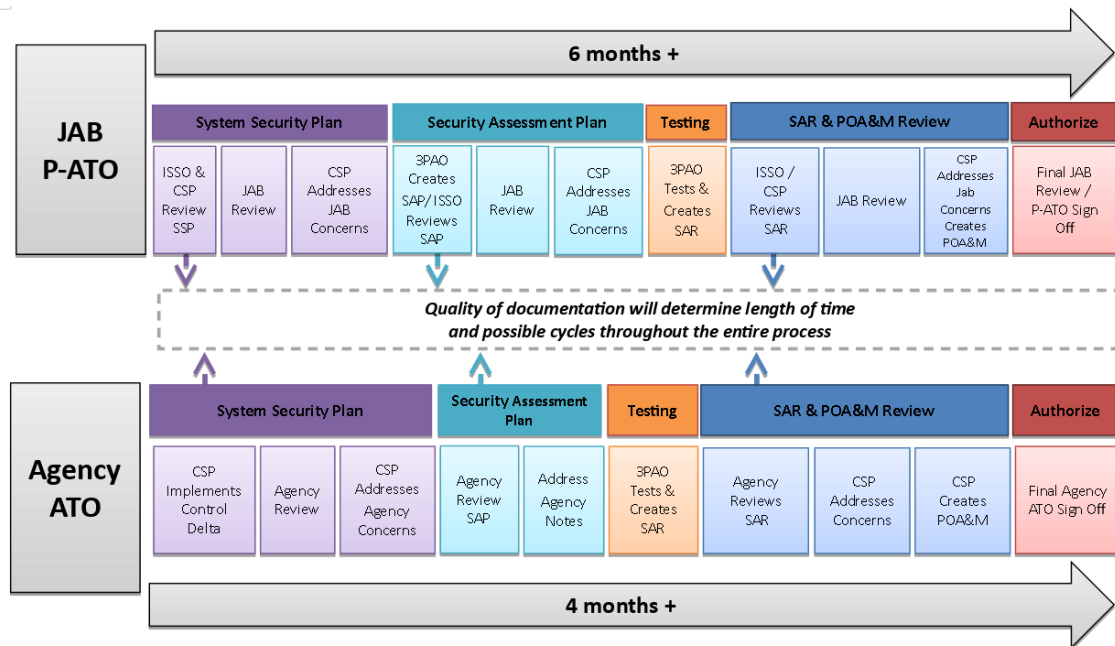 6 months +
JAB
P-ATO
System Security Plan
Security Assessment Plan
Testing
SAR & POA&M Review
Authorize
ISSO &
CSP
Review
SSP
JAB
Review
CSP
Addresses
JAB
Concerns
3PAO
Creates
SAP/ISSO
Reviews
SAP
JAB
Review
CSP
Addresses
JAB
Concerns
3PAO
Tests &
Creates
SAR
ISSO /
CSP
Reviews
SAR
JAB Review
CSP
Addresses
Jab
Concerns
Creates
POA&M
Final JAB
Review /
P-ATO Sign
Off
Quality of documentation will determine length of time
and possible cycles throughout the entire process
Agency
ATO
System Security Plan
Security Assessment
Plan
Testing
SAR & POA&M Review
Authorize
CSP
Implements
Control
Delta
Agency
Review
CSP
Addresses
Agency
Concerns
Agency
Review
SAP
Address
Agency
Notes
3PAO
Tests &
Creates
SAR
Agency
Reviews
SAR
CSP
Addresses
Concerns
CSP
Creates
POA&M
Final Agency
ATO Sign Off
4 months +